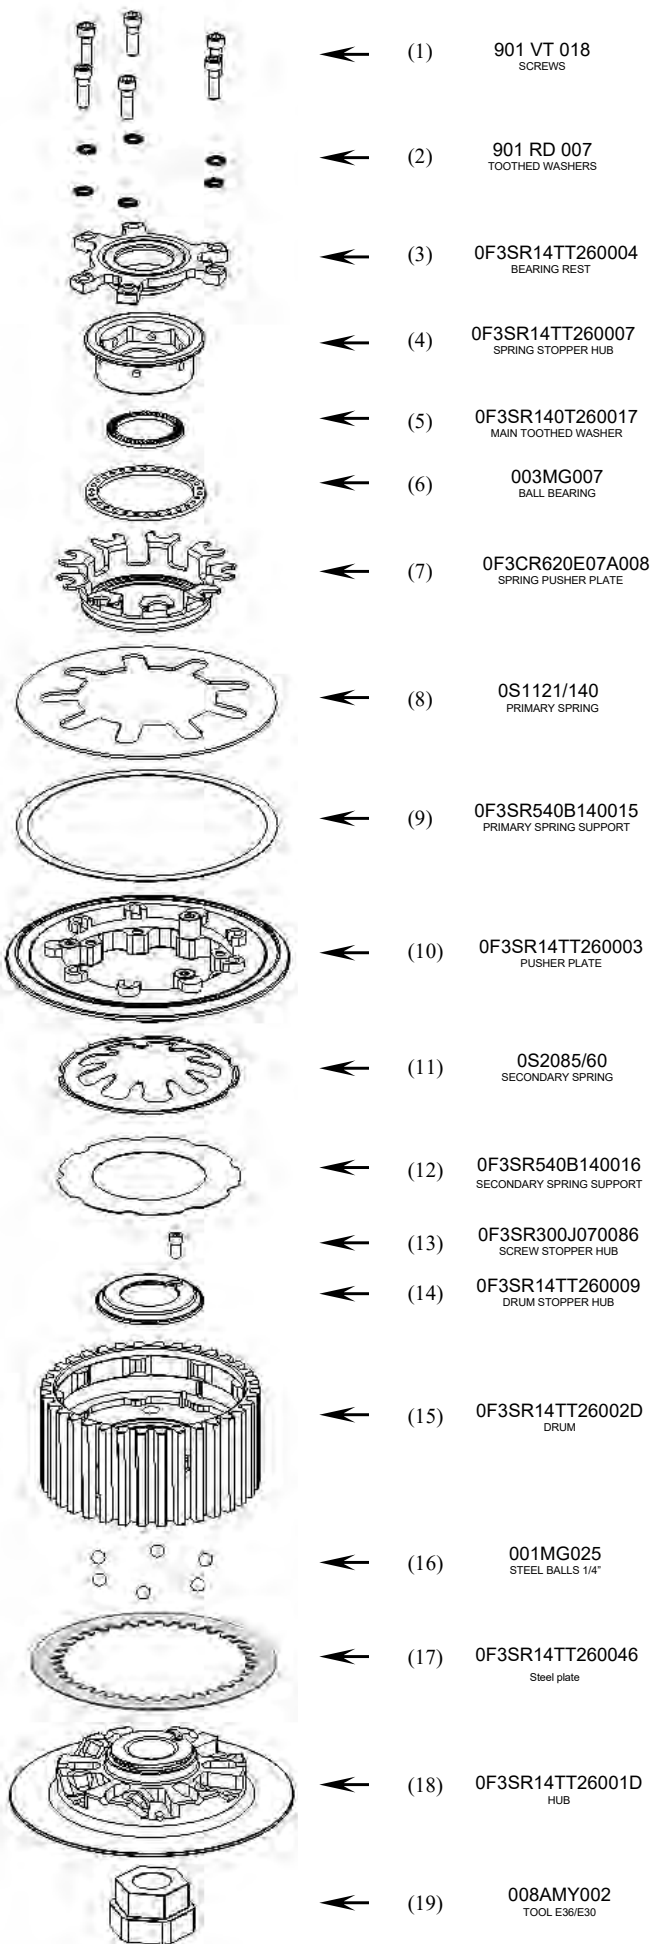 (1) 901 VT 018
SCREWS
(2) 901 RD 007
TOOTHED WASHERS
(3) 0F3SR14TT260004
BEARING REST
(4) 0F3SR14TT260007
SPRING STOPPER HUB
(5) 0F3SR140T260017
MAIN TOOTHED WASHER
(6) 003MG007
BALL BEARING
(7) 0F3CR620E07A008
SPRING PUSHER PLATE
(8) 0S1121/140
PRIMARY SPRING
(9) 0F3SR540B140015
PRIMARY SPRING SUPPORT
(10) 0F3SR14TT260003
PUSHER PLATE
(11) 0S2085/60
SECONDARY SPRING
(12) 0F3SR540B140016
SECONDARY SPRING SUPPORT
(13) 0F3SR300J070086
SCREW STOPPER HUB
(14) 0F3SR14TT260009
DRUM STOPPER HUB
(15) 0F3SR14TT26002D
DRUM
(16) 001MG025
STEEL BALLS 1/4"
(17) 0F3SR14TT260046
Steel plate
(18) 0F3SR14TT26001D
HUB
(19) 008AMY002
TOOL E36/E30